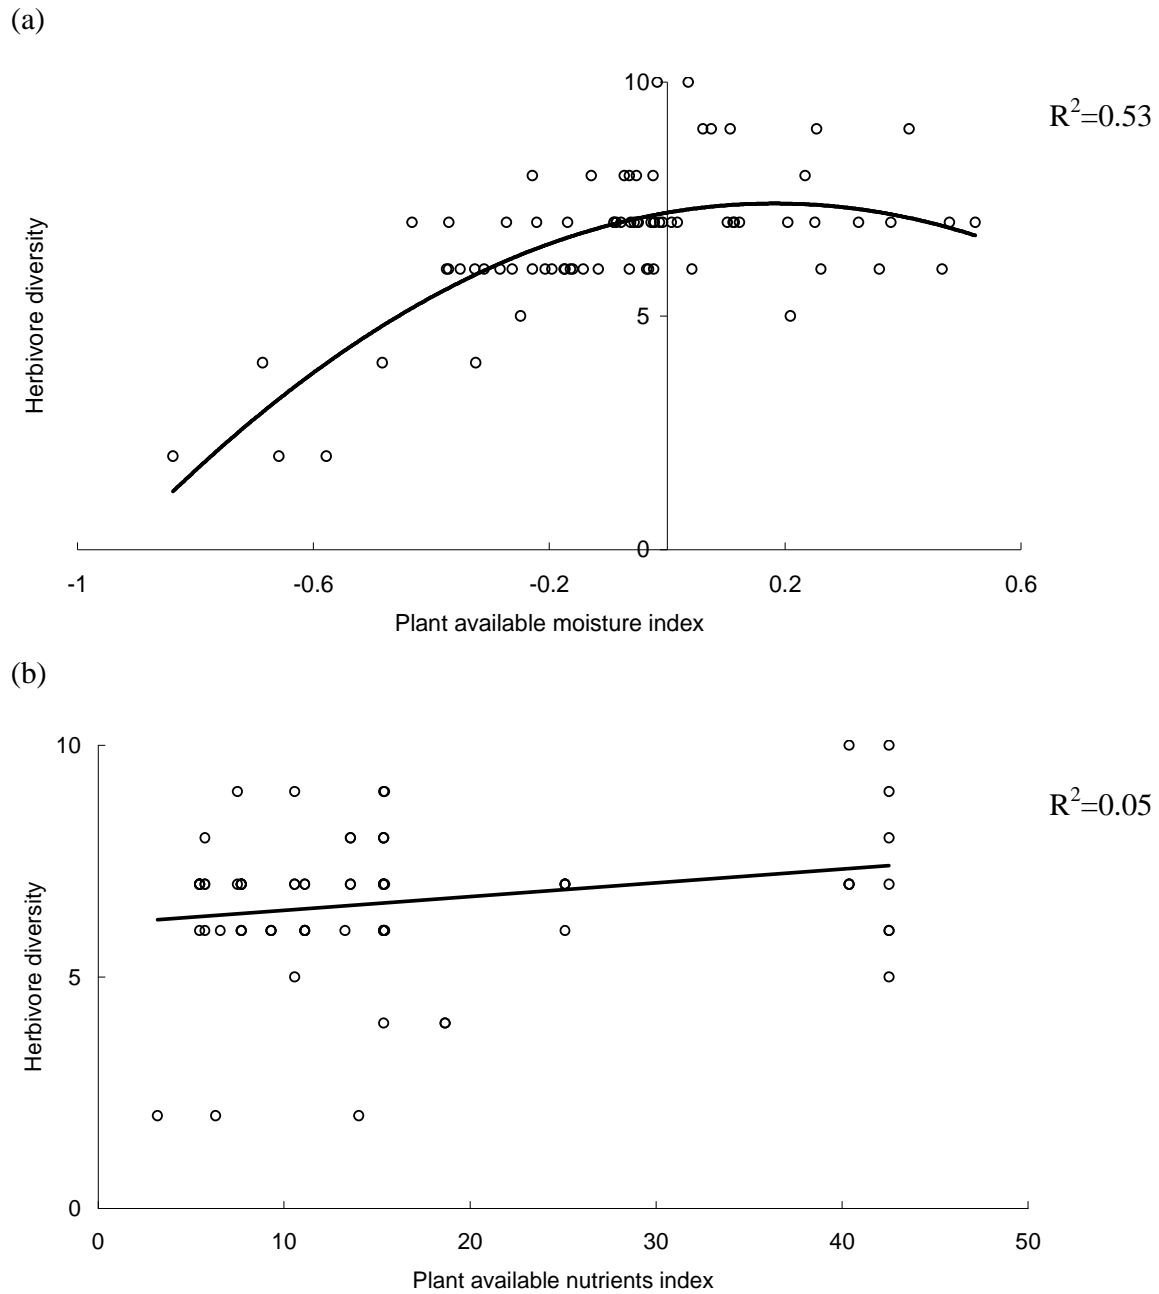 (a)
10
R²=0.53
Herbivore diversity
5
0
-1 -0.6 -0.2 0.2 0.6
Plant available moisture index
(b)
10
R²=0.05
Herbivore diversity
5
0
0 10 20 30 40 50
Plant available nutrients index